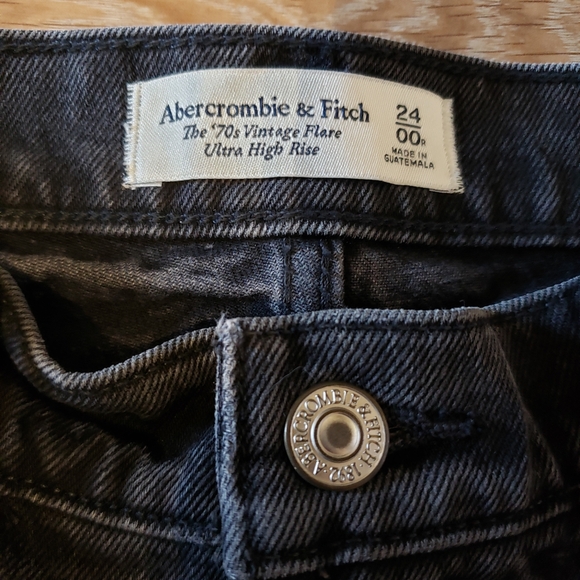 Abercrombie & Fitch
The '70s Vintage Flare
Ultra High Rise
24
00R
MADE IN
GUATEMALA
ABERCROMBIE & FITCH · 1892 ·